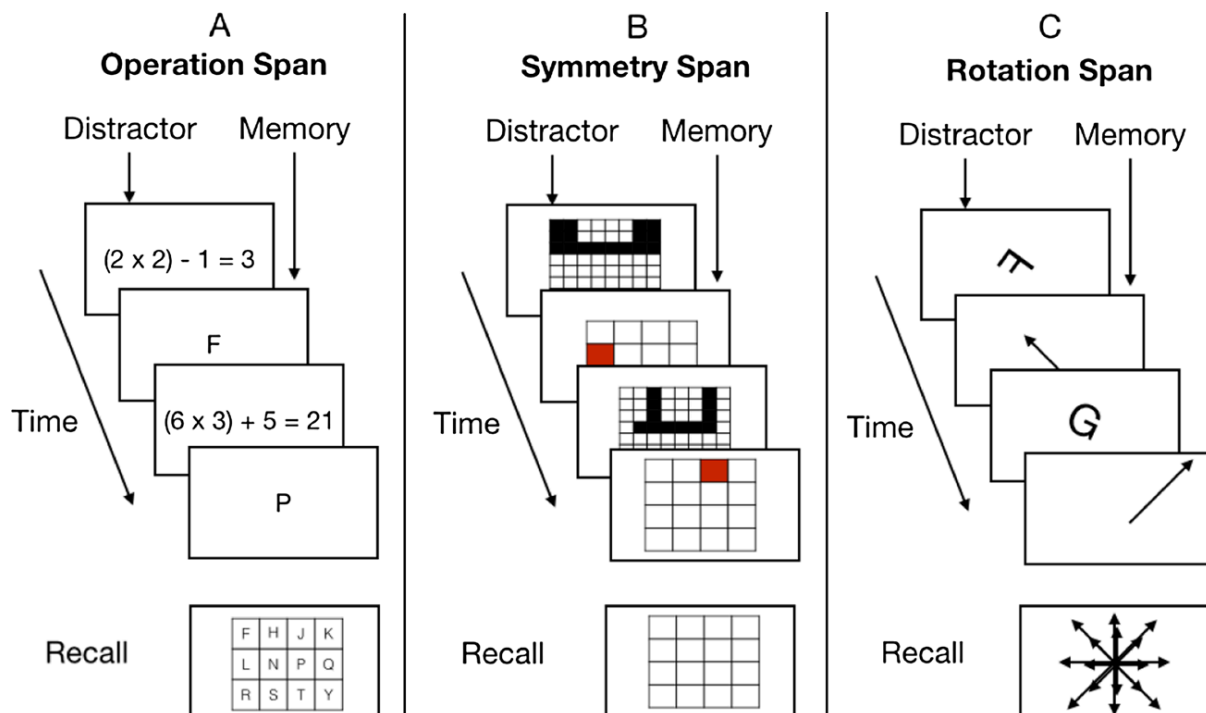 A
Operation Span
Distractor Memory
(2 x 2) - 1 = 3
F
(6 x 3) + 5 = 21
P
Time
Recall
F H J K
L N P Q
R S T Y
B
Symmetry Span
Distractor Memory
Time
Recall
C
Rotation Span
Distractor Memory
F
G
Time
Recall